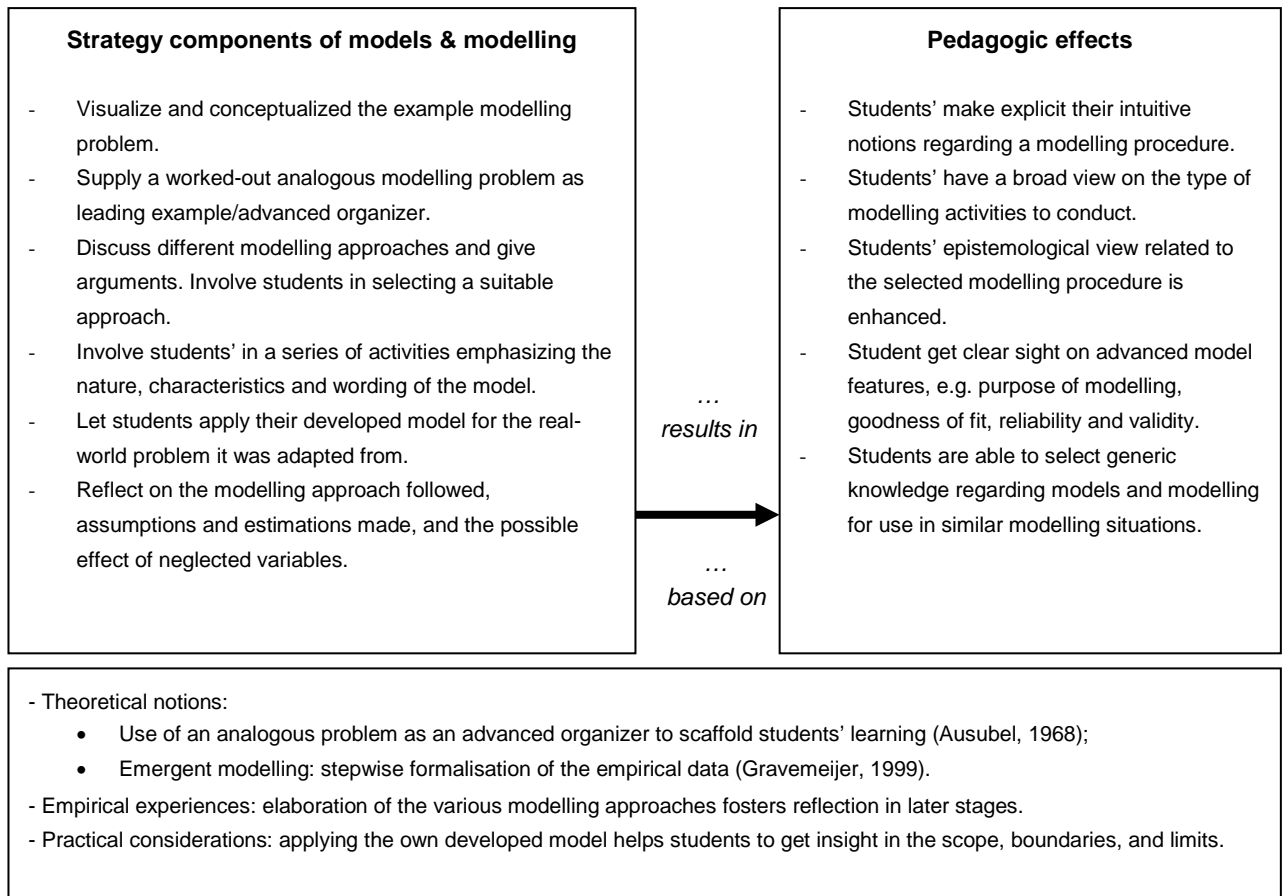 Strategy components of models & modelling
- Visualize and conceptualized the example modelling
problem.
- Supply a worked-out analogous modelling problem as
leading example/advanced organizer.
- Discuss different modelling approaches and give
arguments. Involve students in selecting a suitable
approach.
- Involve students’ in a series of activities emphasizing the
nature, characteristics and wording of the model.
- Let students apply their developed model for the real-
world problem it was adapted from.
- Reflect on the modelling approach followed,
assumptions and estimations made, and the possible
effect of neglected variables.
…
results in
…
based on
Pedagogic effects
- Students’ make explicit their intuitive
notions regarding a modelling procedure.
- Students’ have a broad view on the type of
modelling activities to conduct.
- Students’ epistemological view related to
the selected modelling procedure is
enhanced.
- Student get clear sight on advanced model
features, e.g. purpose of modelling,
goodness of fit, reliability and validity.
- Students are able to select generic
knowledge regarding models and modelling
for use in similar modelling situations.
- Theoretical notions:
• Use of an analogous problem as an advanced organizer to scaffold students’ learning (Ausubel, 1968);
• Emergent modelling: stepwise formalisation of the empirical data (Gravemeijer, 1999).
- Empirical experiences: elaboration of the various modelling approaches fosters reflection in later stages.
- Practical considerations: applying the own developed model helps students to get insight in the scope, boundaries, and limits.